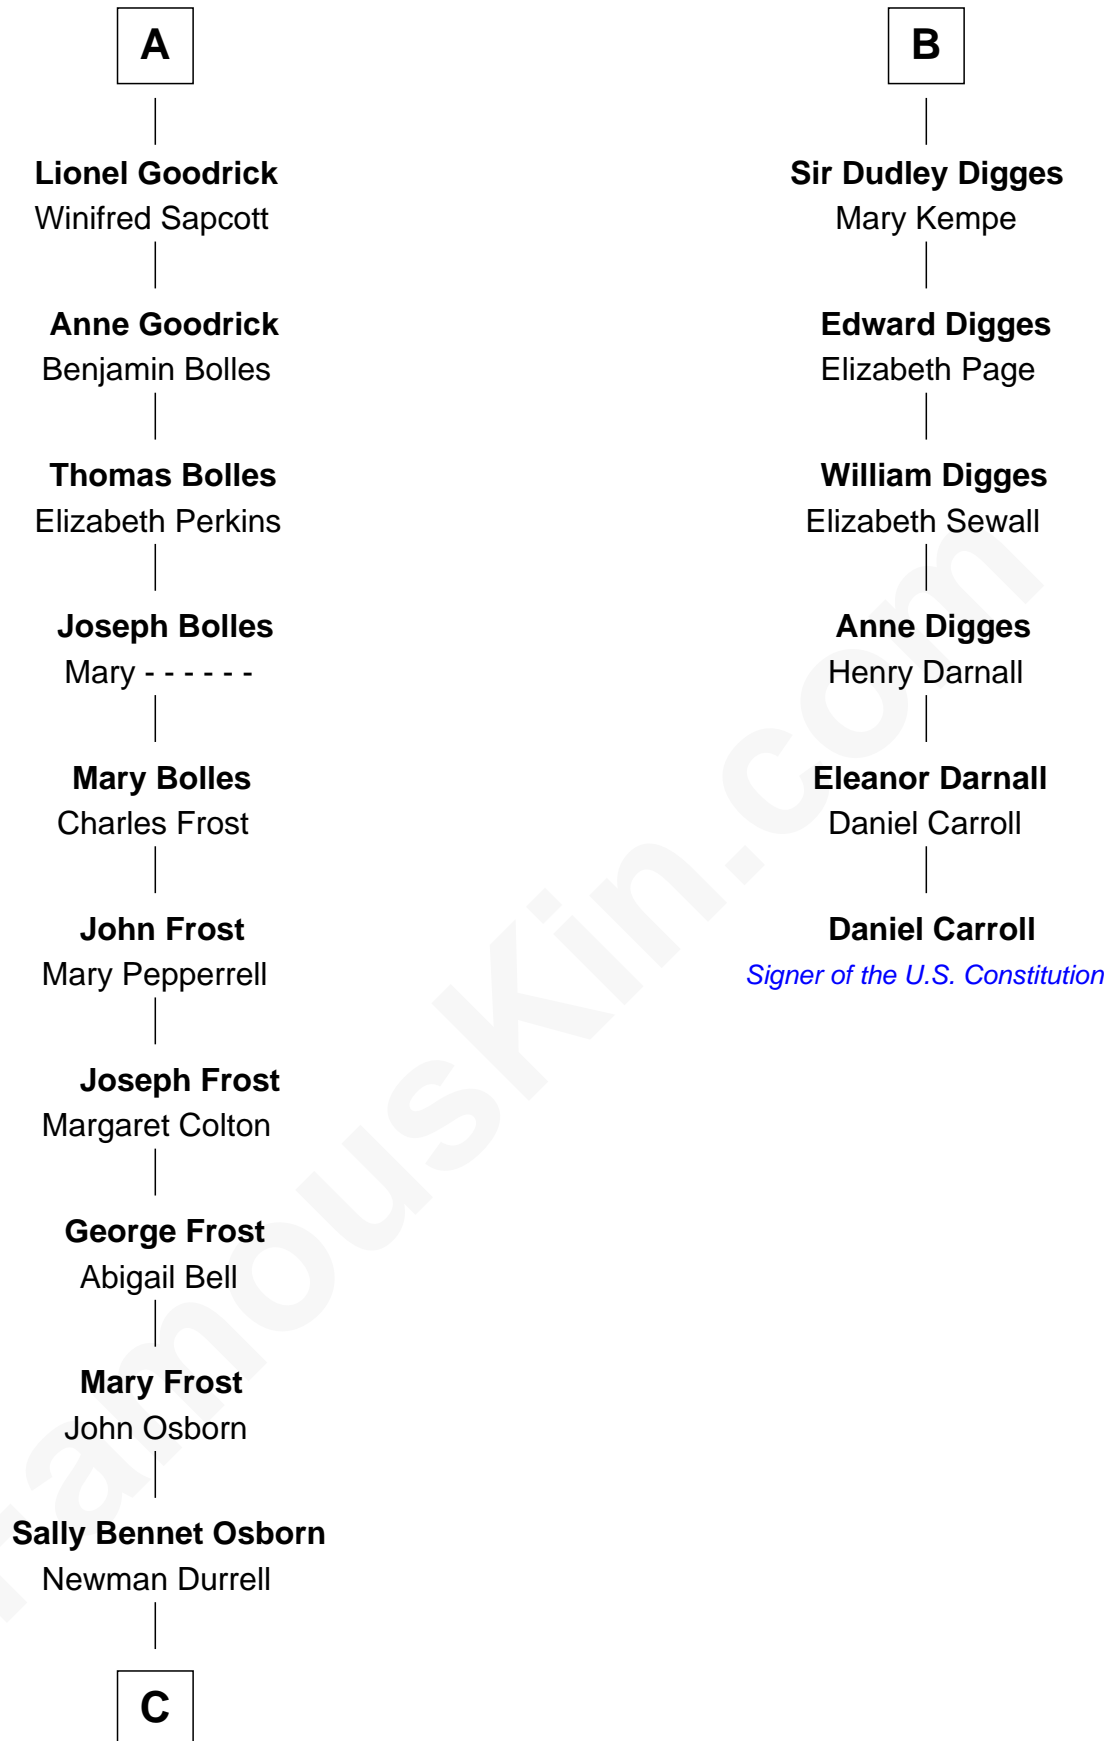 A
Lionel Goodrick
Winifred Sapcott
Anne Goodrick
Benjamin Bolles
Thomas Bolles
Elizabeth Perkins
Joseph Bolles
Mary - - - - - -
Mary Bolles
Charles Frost
John Frost
Mary Pepperrell
Joseph Frost
Margaret Colton
George Frost
Abigail Bell
Mary Frost
John Osborn
Sally Bennet Osborn
Newman Durrell
C
B
Sir Dudley Digges
Mary Kempe
Edward Digges
Elizabeth Page
William Digges
Elizabeth Sewall
Anne Digges
Henry Darnall
Eleanor Darnall
Daniel Carroll
Daniel Carroll
Signer of the U.S. Constitution
FamousKin.com